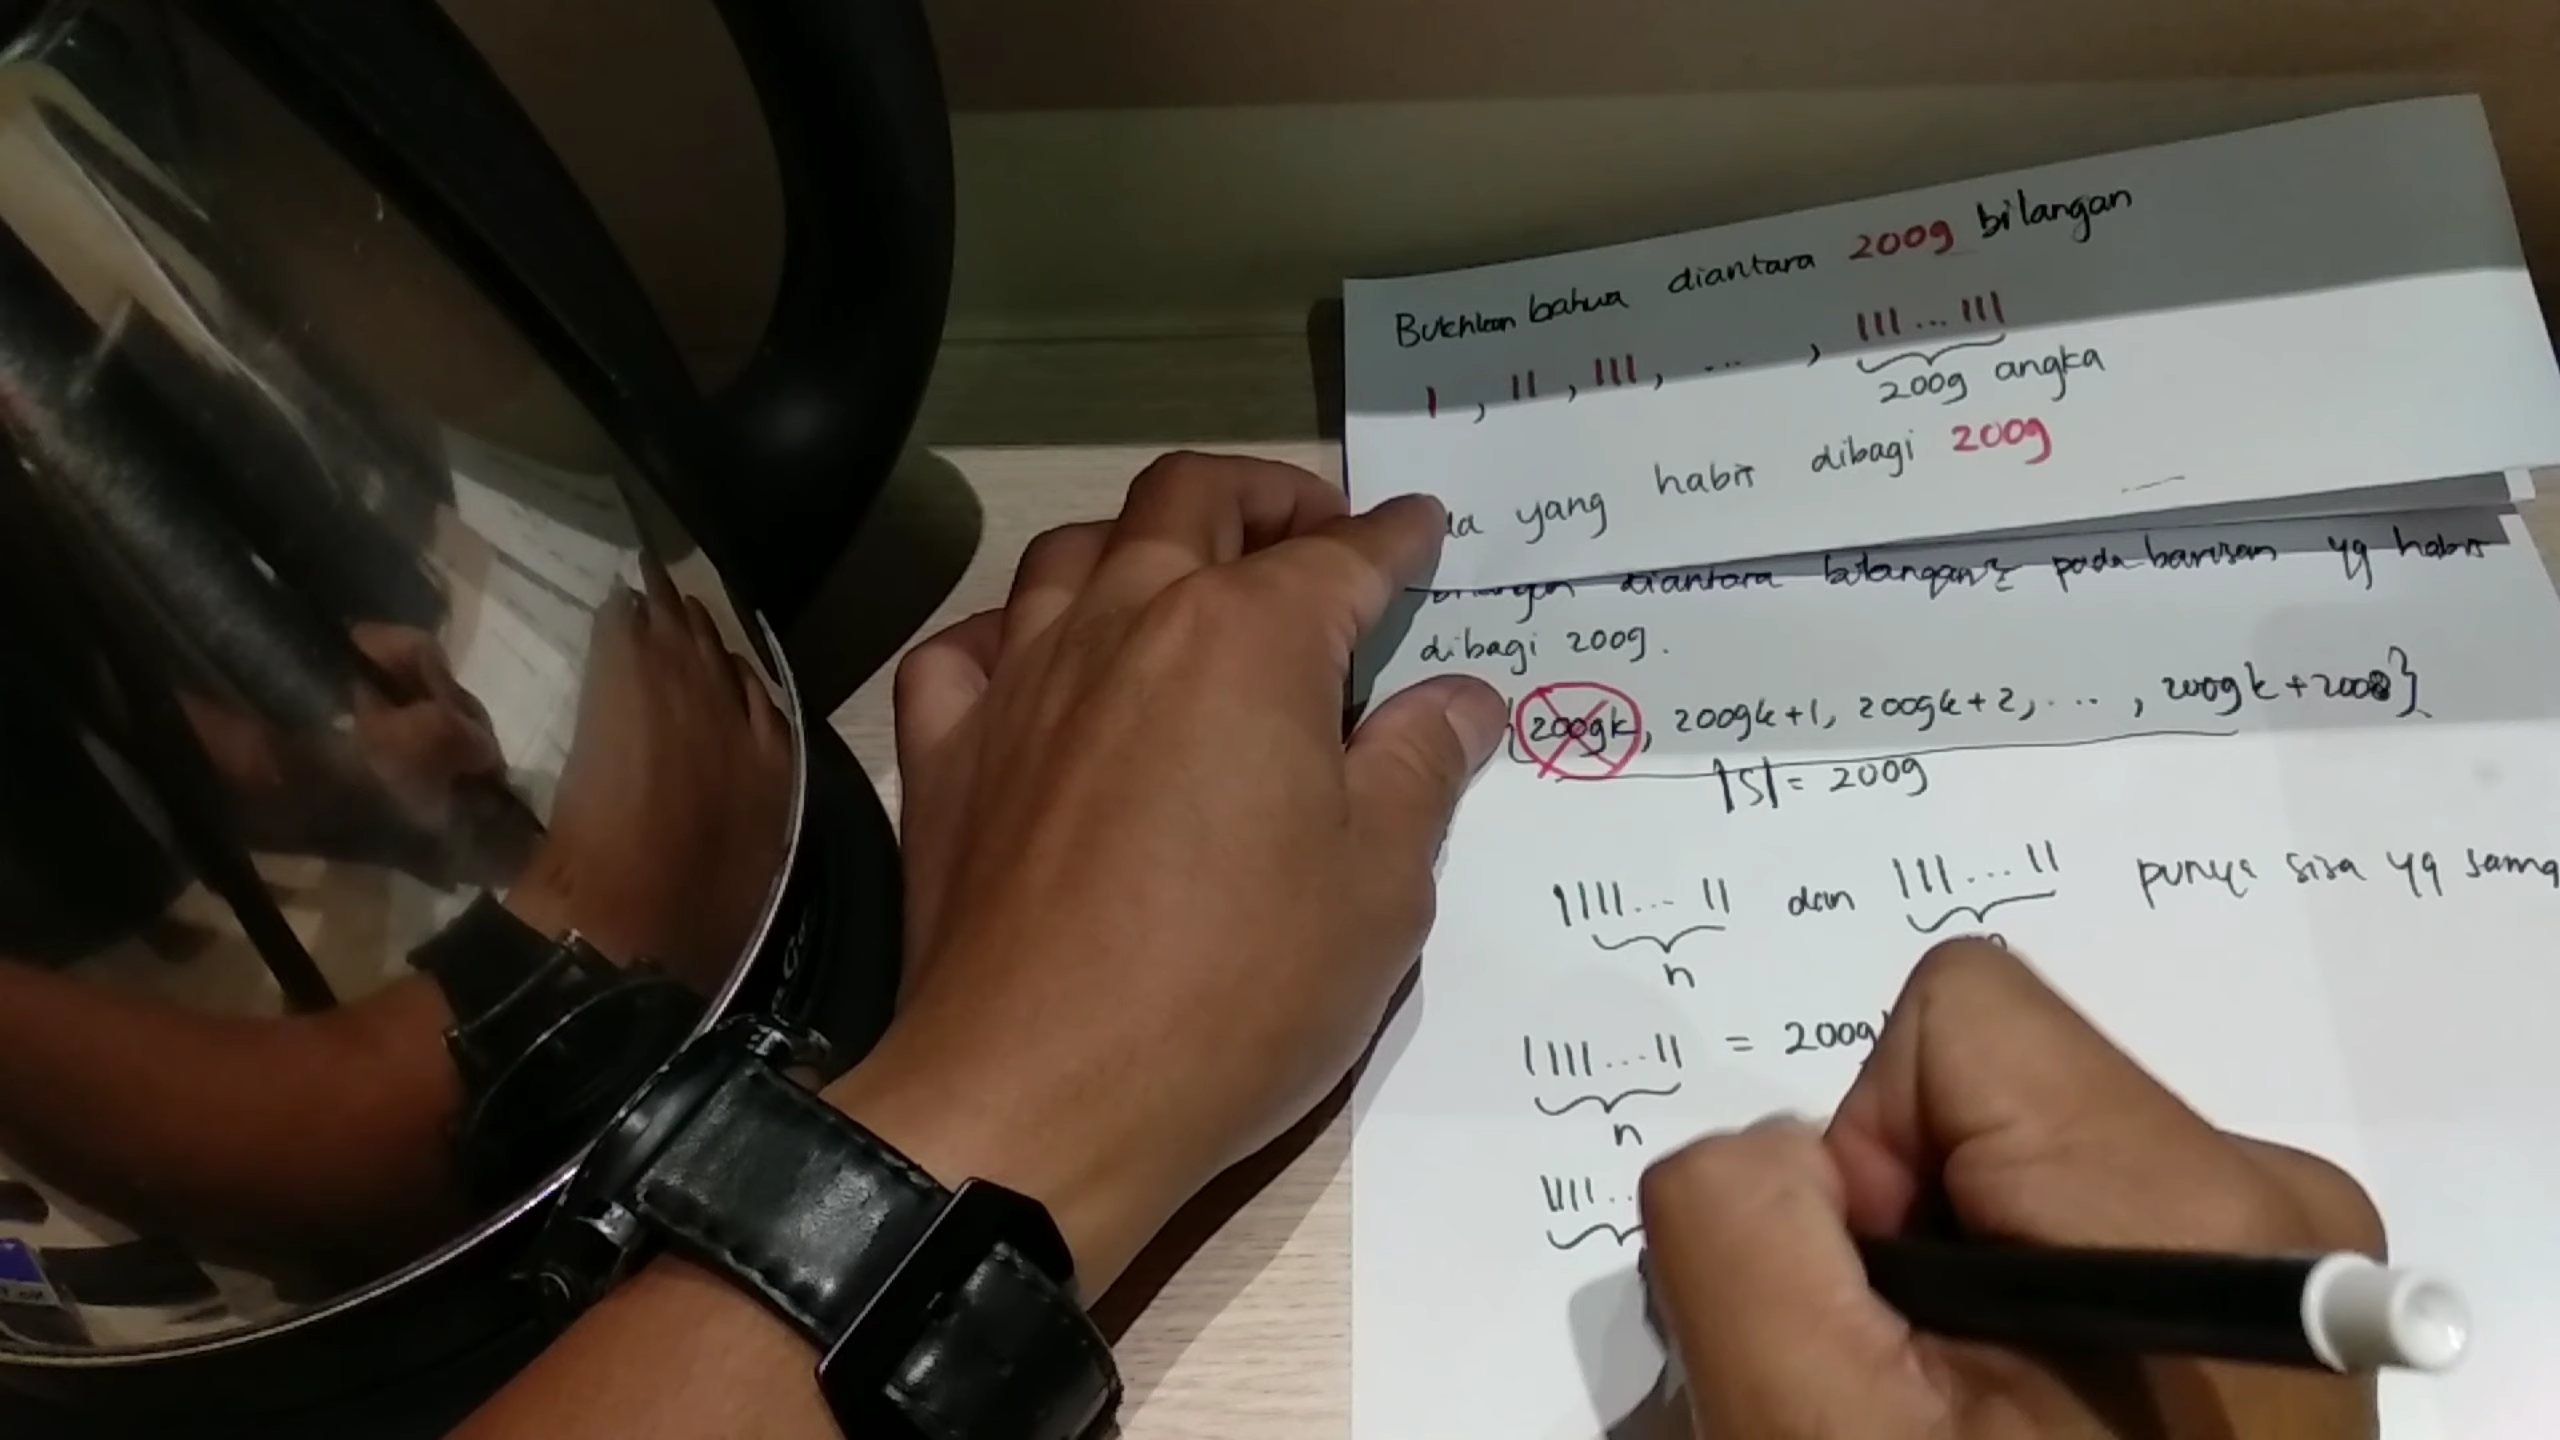 Buktikan bahwa diantara 2009 bilangan
1 , 11 , 111 , ... , 111...111
2009 angka
da yang habis dibagi 2009
diantara bilangan2 pada barisan yg habis
dibagi 2009.
{2009k, 2009k+1, 2009k+2, ... , 2009k+2008}
|S| = 2009
1111...11 dan 111...11 punya sisa yg sama
n
1111...11 = 2009
n
1111..